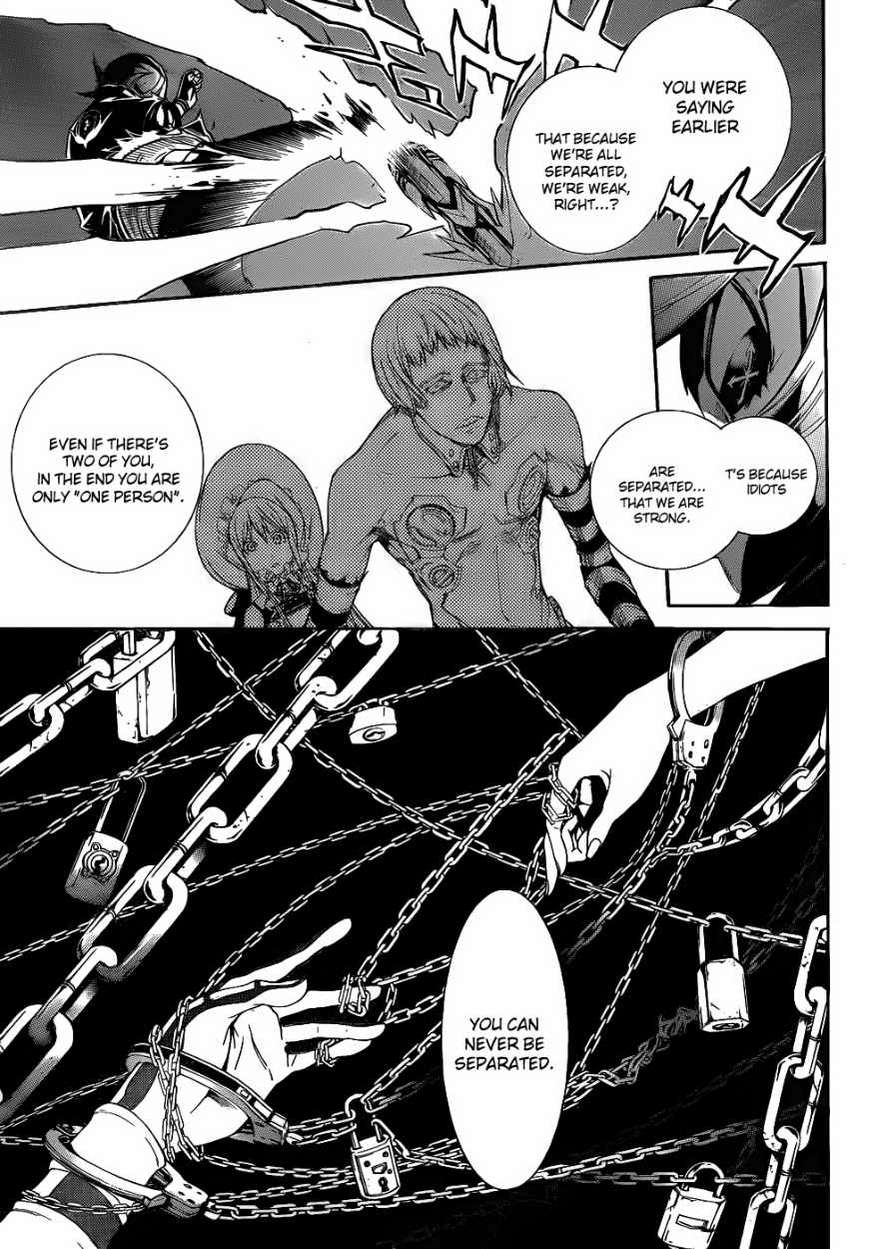 YOU WERE
SAYING
EARLIER
THAT BECAUSE
WE'RE ALL
SEPARATED,
WE'RE WEAK,
RIGHT...?
T'S BECAUSE
IDIOTS
ARE
SEPARATED...
THAT WE ARE
STRONG.
EVEN IF THERE'S
TWO OF YOU,
IN THE END YOU ARE
ONLY "ONE PERSON".
YOU CAN
NEVER BE
SEPARATED.